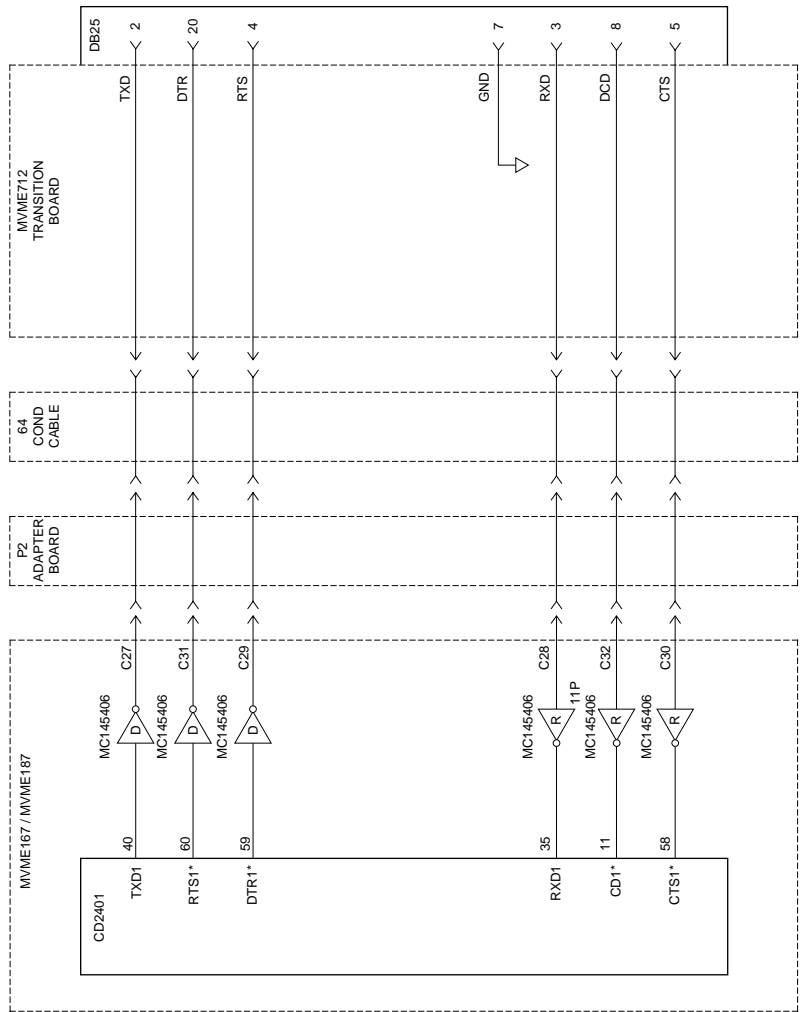 DB25
2
20
4
7
3
8
5
TXD
DTR
RTS
GND
RXD
DCD
CTS
MVME712
TRANSITION
BOARD
64
COND
CABLE
P2
ADAPTER
BOARD
MVME167 / MVME187
C27
C31
C29
C28
C32
C30
MC145406
D
MC145406
D
MC145406
D
MC145406
R
11P
MC145406
R
MC145406
R
40
60
59
35
11
58
TXD1
RTS1*
DTR1*
RXD1
CD1*
CTS1*
CD2401